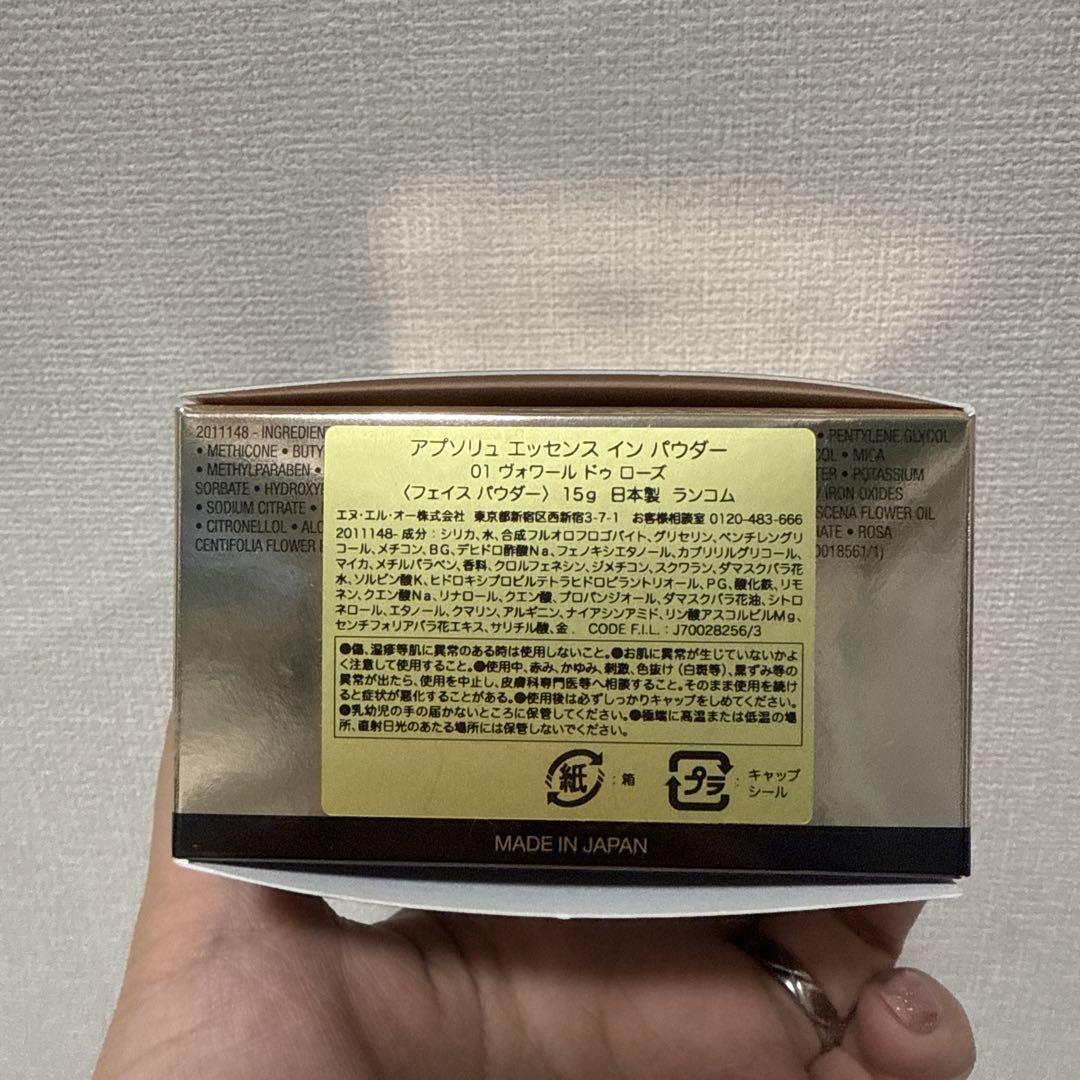 2011148 - INGREDIEN
• METHICONE • BUTY
• METHYLPARABEN •
SORBATE • HYDROXY
• SODIUM CITRATE •
• CITRONELLOL •
CENTIFOLIA FLOWER
アプソリュ エッセンス イン パウダー
01 ヴォワール ドゥ ローズ
〈フェイス パウダー〉 15g 日本製 ランコム
エヌ・エル・オー株式会社 東京都新宿区西新宿3-7-1 お客様相談室 0120-483-666
2011148- 成分：シリカ、水、合成フルオロフロゴパイト、グリセリン、ペンチレングリ
コール、メチコン、BG、デヒドロ酢酸Na、フェノキシエタノール、カプリリルグリコール、
マイカ、メチルパラベン、香料、クロルフェネシン、ジメチコン、スクワラン、ダマスクバラ花
水、ソルビン酸K、ヒドロキシプロピルテトラヒドロピラントリオール、PG、酸化鉄、リモ
ネン、クエン酸Na、リナロール、クエン酸、プロパンジオール、ダマスクバラ花油、シトロ
ネロール、エタノール、クマリン、アルギニン、ナイアシンアミド、リン酸アスコルビルMg、
センチフォリアバラ花エキス、サリチル酸、金． CODE F.I.L. : J70028256/3
●傷、湿疹等肌に異常のある時は使用しないこと。●お肌に異常が生じていないかよ
く注意して使用すること。●使用中、赤み、かゆみ、刺激、色抜け（白斑等）、黒ずみ等の
異常が出たら、使用を中止し、皮膚科専門医等へ相談すること。そのまま使用を続け
ると症状が悪化することがある。●使用後は必ずしっかりキャップをしめてください。
●乳幼児の手の届かないところに保管してください。●極端に高温または低温の場
所、直射日光のあたる場所には保管しないでください。
紙 : 箱
プラ : キャップ
シール
• PENTYLENE GLYCOL
COL • MICA
TER • POTASSIUM
/ IRON OXIDES
SCENA FLOWER OIL
ATE • ROSA
0018561/1)
MADE IN JAPAN